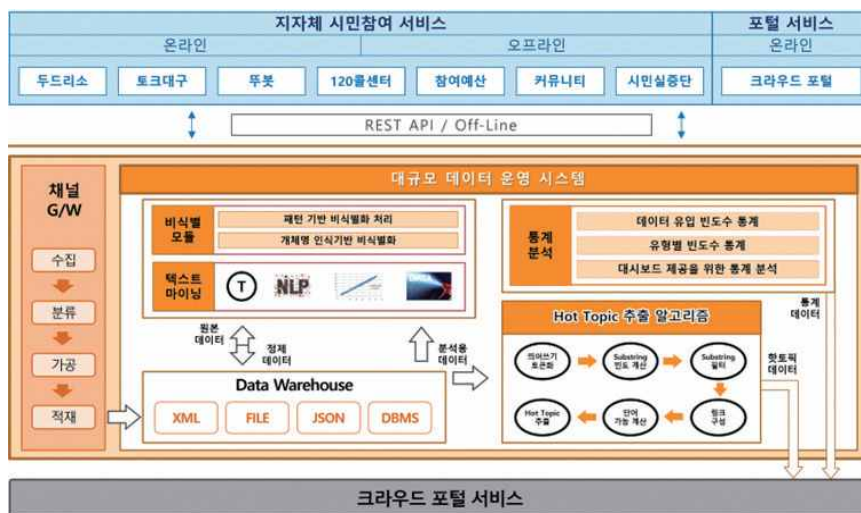 지자체 시민참여 서비스
포털 서비스
온라인
오프라인
온라인
두드리소
토크대구
뚜봇
120콜센터
참여예산
커뮤니티
시민실증단
크라우드 포털
REST API / Off-Line
채널
G/W
수집
분류
가공
적재
대규모 데이터 운영 시스템
비식별
모듈
패턴 기반 비식별화 처리
개체명 인식기반 비식별화
텍스트
마이닝
T
NLP
통계
분석
데이터 유입 빈도수 통계
유형별 빈도수 통계
대시보드 제공을 위한 통계 분석
원본
데이터
정제
데이터
분석용
데이터
통계
데이터
핫토픽
데이터
Data Warehouse
XML
FILE
JSON
DBMS
Hot Topic 추출 알고리즘
띄어쓰기
토큰화
Substring
빈도 계산
Substring
필터
링크
구성
단어
가능 계산
Hot Topic
추출
크라우드 포털 서비스